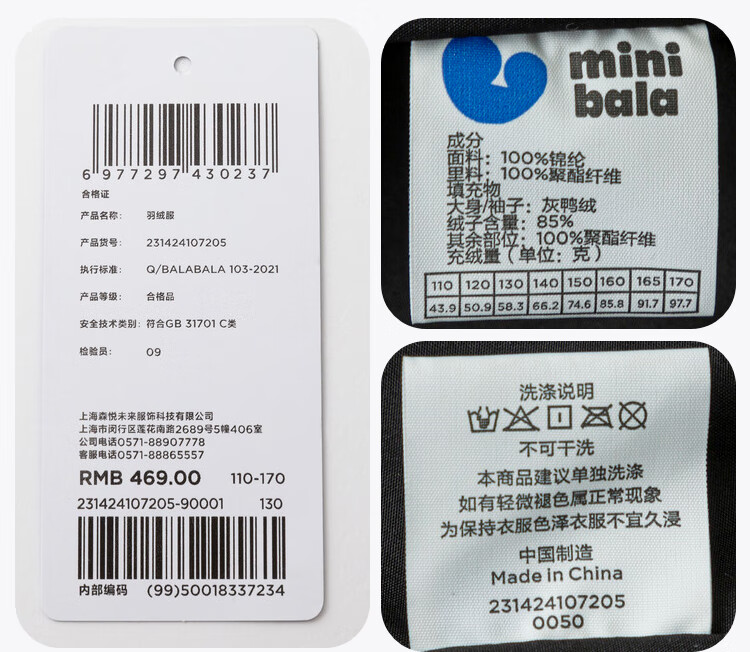 6 977297 430237
合格证
产品名称: 羽绒服
产品货号: 231424107205
执行标准: Q/BALABALA 103-2021
产品等级: 合格品
安全技术类别: 符合GB 31701 C类
检验员: 09
上海森悦未来服饰科技有限公司
上海市闵行区莲花南路2689号5幢406室
公司电话0571-88907778
客服电话0571-88865557
RMB 469.00 110-170
231424107205-90001 130
内部编码 (99)50018337234
mini
bala
成分
面料：100%锦纶
里料：100%聚酯纤维
填充物
大身/袖子：灰鸭绒
绒子含量：85%
其余部位：100%聚酯纤维
充绒量（单位：克）
110 120 130 140 150 160 165 170
43.9 50.9 58.3 66.2 74.6 85.8 91.7 97.7
洗涤说明
不可干洗
本商品建议单独洗涤
如有轻微褪色属正常现象
为保持衣服色泽衣服不宜久浸
中国制造
Made in China
231424107205
0050